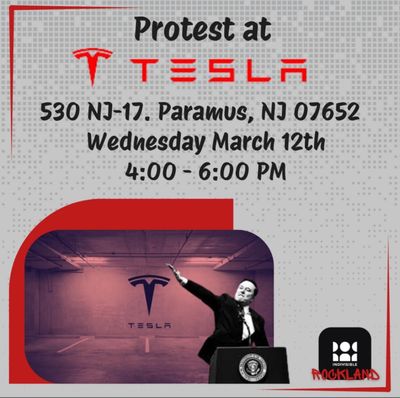 Protest at
TESLA
530 NJ-17. Paramus, NJ 07652
Wednesday March 12th
4:00 - 6:00 PM
TESLA
INDIVISIBLE
ROCKLAND